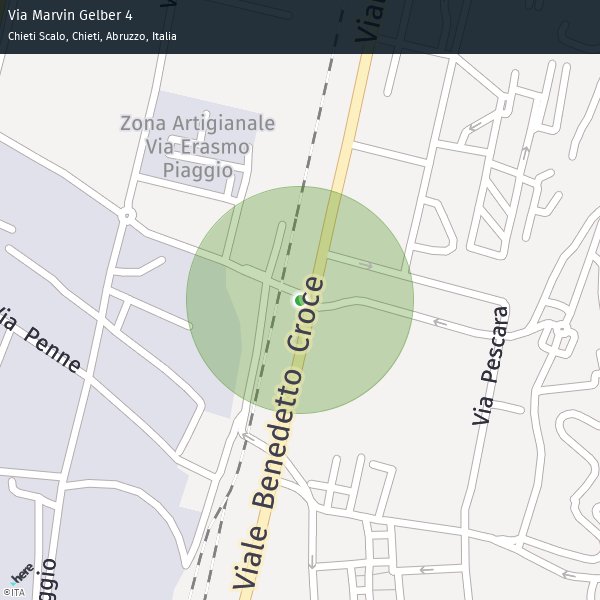 Via Marvin Gelber 4
Chieti Scalo, Chieti, Abruzzo, Italia
Zona Artigianale
Via Erasmo
Piaggio
Viale Benedetto Croce
Via Penne
Via Pescara
ggio
here
©ITA